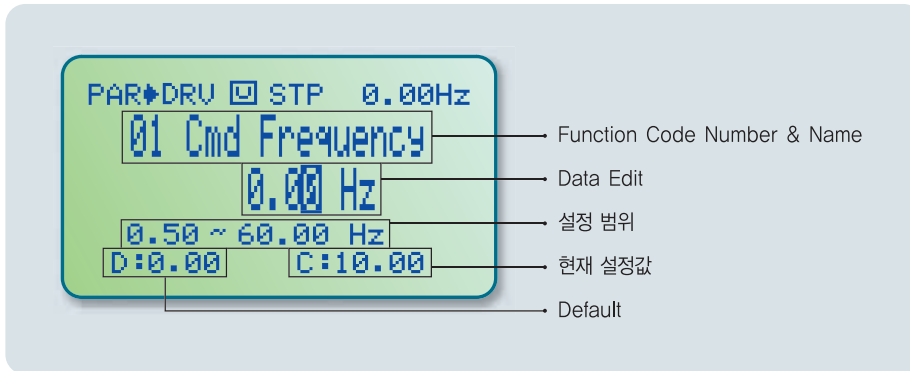 PAR➧DRV U STP 0.00Hz
01 Cmd Frequency
0.00 Hz
0.50 ~ 60.00 Hz
D:0.00 C:10.00
Function Code Number & Name
Data Edit
설정 범위
현재 설정값
Default